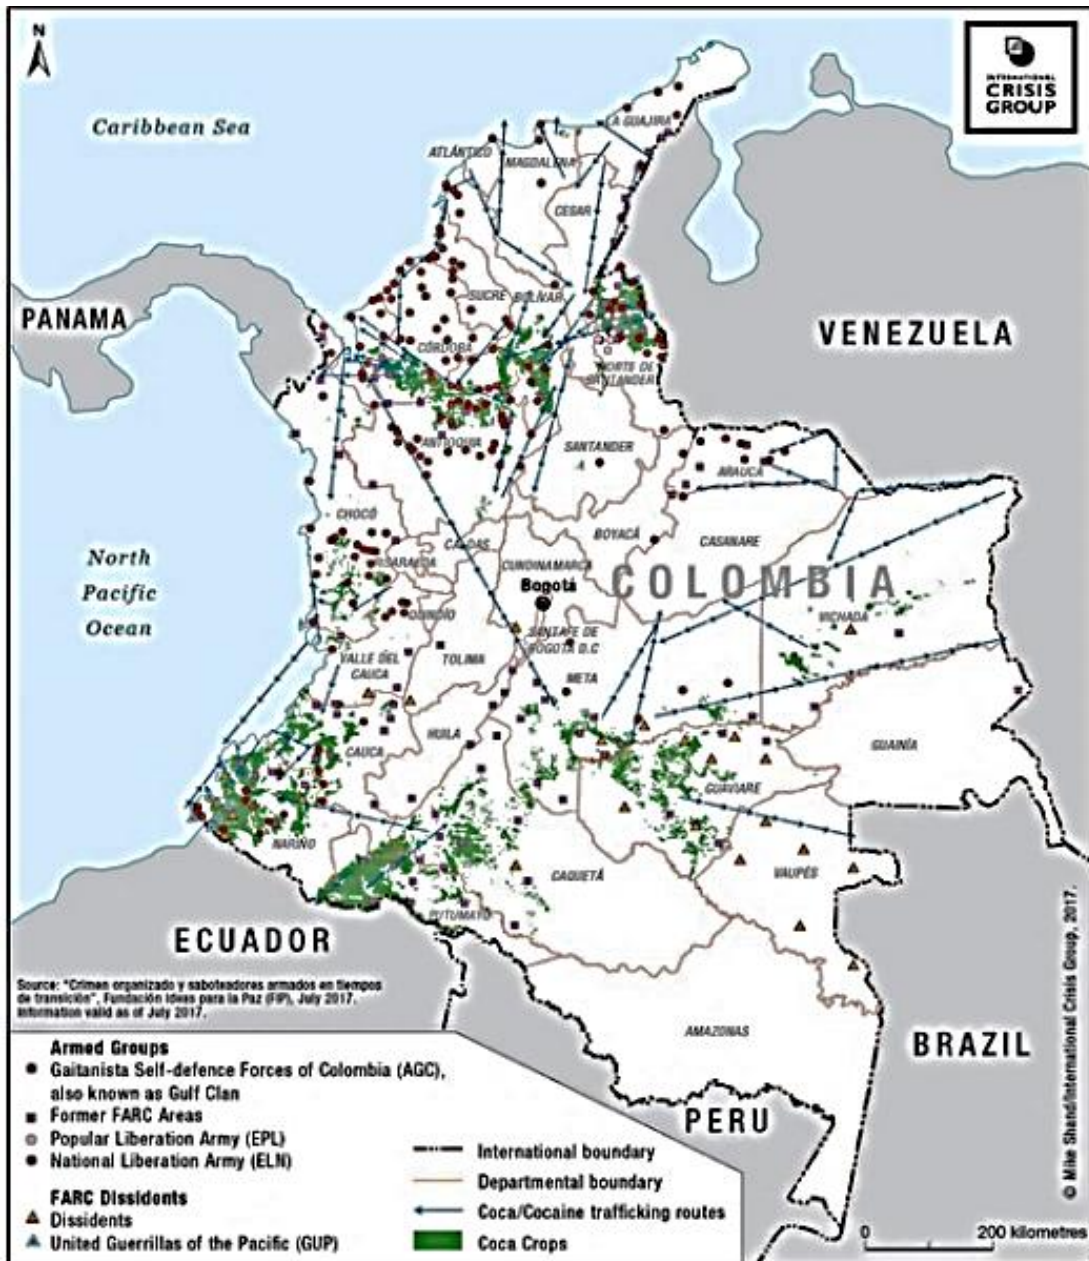 N
INTERNATIONAL
CRISIS
GROUP
Caribbean Sea
LA GUAJIRA
ATLÁNTICO
MAGDALENA
CESAR
PANAMA
SUCRE
BOLÍVAR
VENEZUELA
CÓRDOBA
NORTE DE
SANTANDER
ANTIOQUIA
SANTANDER
ARAUCA
CHOCÓ
BOYACÁ
CASANARE
CALDAS
CUNDINAMARCA
RISARALDA
North
Pacific
Ocean
Bogotá
COLOMBIA
QUINDÍO
SANTAFE DE
BOGOTÁ D.C
VICHADA
VALLE DEL
CAUCA
TOLIMA
META
HUILA
CAUCA
GUAINÍA
GUAVIARE
NARIÑO
CAQUETÁ
VAUPÉS
PUTUMAYO
ECUADOR
AMAZONAS
BRAZIL
PERU
Source: "Crimen organizado y saboteadores armados en tiempos
de transición", Fundación Ideas para la Paz (FIP), July 2017.
Information valid as of July 2017.
Armed Groups
Gaitanista Self-defence Forces of Colombia (AGC),
also known as Gulf Clan
Former FARC Areas
Popular Liberation Army (EPL)
National Liberation Army (ELN)
FARC Dissidents
Dissidents
United Guerrillas of the Pacific (GUP)
International boundary
Departmental boundary
Coca/Cocaine trafficking routes
Coca Crops
0 200 kilometres
© Mike Shand/International Crisis Group, 2017.